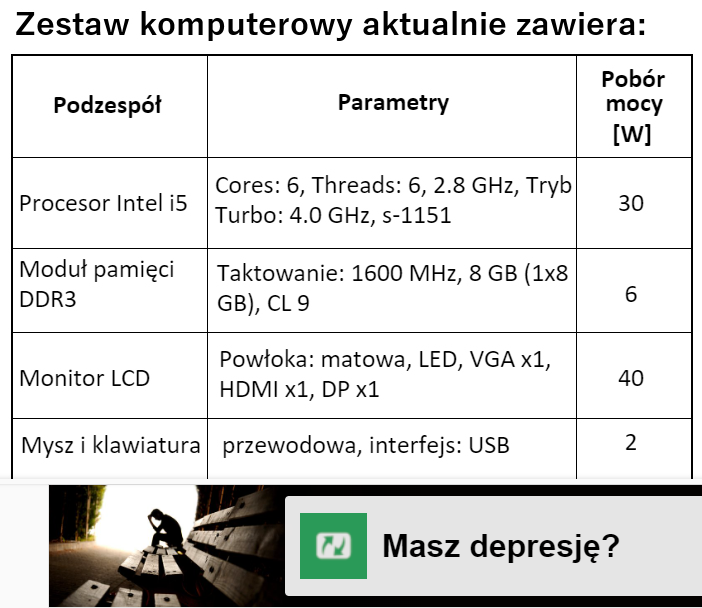 Zestaw komputerowy aktualnie zawiera:
Podzespół
Parametry
Pobór
mocy
[W]
Procesor Intel i5
Cores: 6, Threads: 6, 2.8 GHz, Tryb
Turbo: 4.0 GHz, s-1151
30
Moduł pamięci
DDR3
Taktowanie: 1600 MHz, 8 GB (1x8
GB), CL 9
6
Monitor LCD
Powłoka: matowa, LED, VGA x1,
HDMI x1, DP x1
40
Mysz i klawiatura
przewodowa, interfejs: USB
2
Masz depresję?